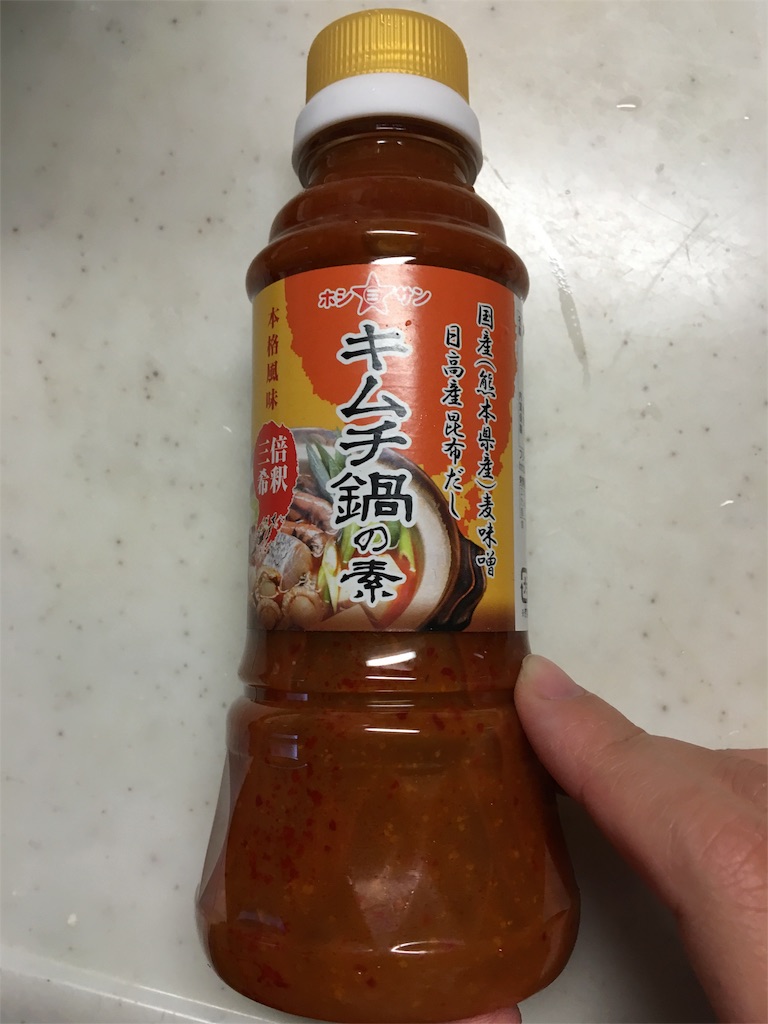 ホシ三サン
国産(熊本県産)麦味噌
日高産昆布だし
キムチ鍋の素
本格風味
三倍
希釈